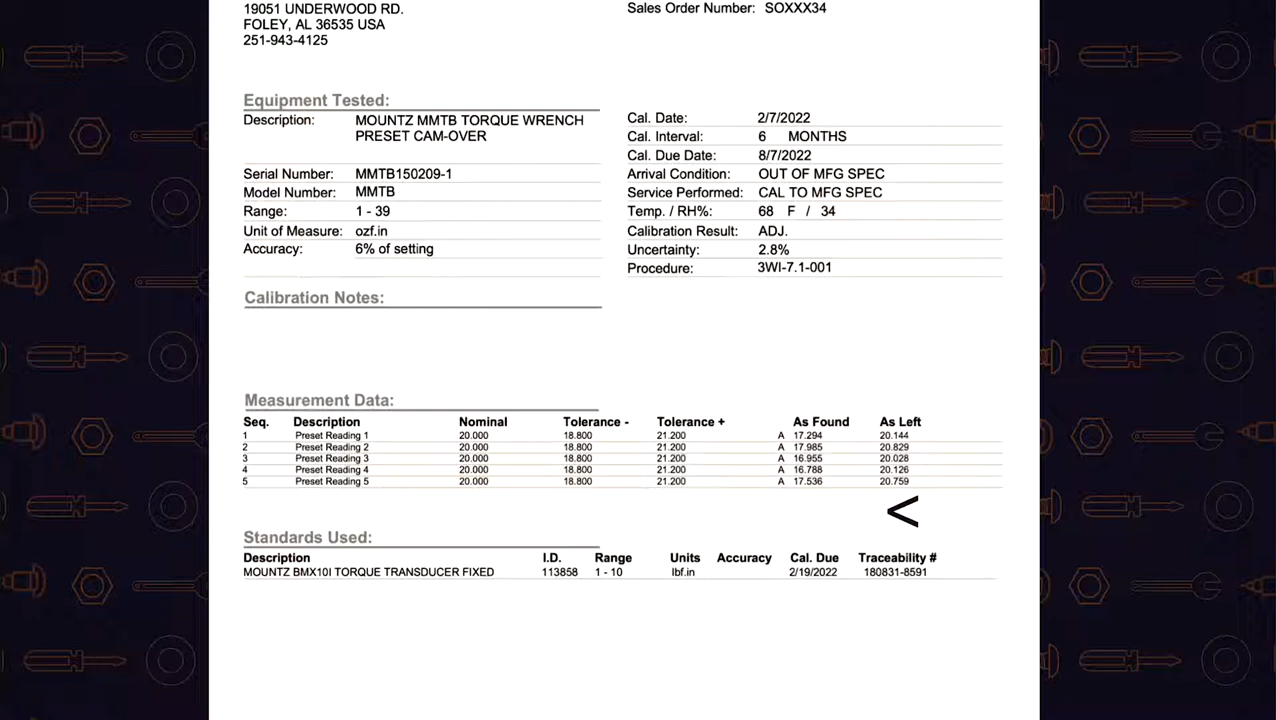 19051 UNDERWOOD RD.
FOLEY, AL 36535 USA
251-943-4125
Sales Order Number: SOXXX34
Equipment Tested:
Description: MOUNTZ MMTB TORQUE WRENCH
PRESET CAM-OVER
Serial Number: MMTB150209-1
Model Number: MMTB
Range: 1 - 39
Unit of Measure: ozf.in
Accuracy: 6% of setting
Cal. Date: 2/7/2022
Cal. Interval: 6 MONTHS
Cal. Due Date: 8/7/2022
Arrival Condition: OUT OF MFG SPEC
Service Performed: CAL TO MFG SPEC
Temp. / RH%: 68 F / 34
Calibration Result: ADJ.
Uncertainty: 2.8%
Procedure: 3WI-7.1-001
Calibration Notes:
Measurement Data:
Seq. Description Nominal Tolerance - Tolerance + As Found As Left
1 Preset Reading 1 20.000 18.800 21.200 A 17.294 20.144
2 Preset Reading 2 20.000 18.800 21.200 A 17.985 20.829
3 Preset Reading 3 20.000 18.800 21.200 A 16.955 20.028
4 Preset Reading 4 20.000 18.800 21.200 A 16.788 20.126
5 Preset Reading 5 20.000 18.800 21.200 A 17.536 20.759
<
Standards Used:
Description I.D. Range Units Accuracy Cal. Due Traceability #
MOUNTZ BMX10I TORQUE TRANSDUCER FIXED 113858 1 - 10 lbf.in 2/19/2022 180831-8591